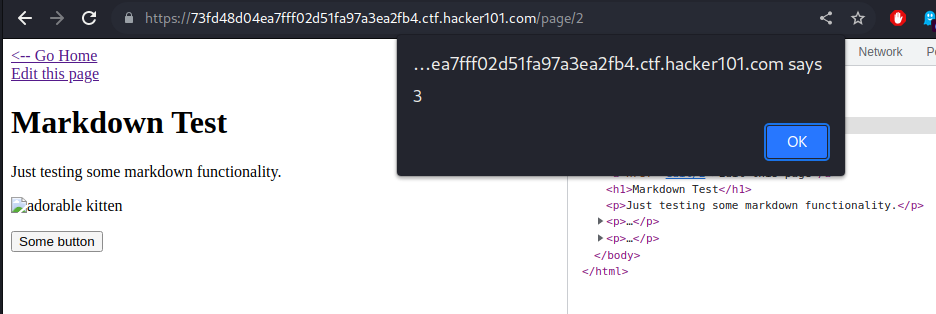 https://73fd48d04ea7fff02d51fa97a3ea2fb4.ctf.hacker101.com/page/2
<-- Go Home
Edit this page
Network
...ea7fff02d51fa97a3ea2fb4.ctf.hacker101.com says
3
OK
Markdown Test
Just testing some markdown functionality.
adorable kitten
Some button
<h1>Markdown Test</h1>
<p>Just testing some markdown functionality.</p>
<p>…</p>
<p>…</p>
</body>
</html>